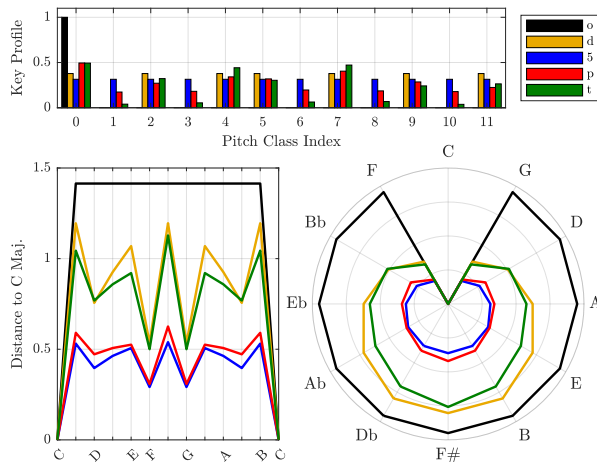 Key Profile
1
0.5
0
0 1 2 3 4 5 6 7 8 9 10 11
Pitch Class Index
o
d
5
p
t
Distance to C Maj.
1.5
1
0.5
0
C D E F G A B C
C
G
D
A
E
B
F#
Db
Ab
Eb
Bb
F